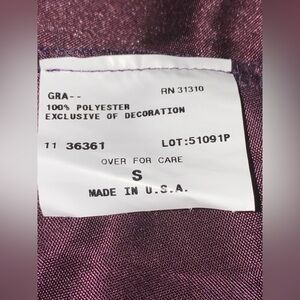 GRA-- RN 31310
100% POLYESTER
EXCLUSIVE OF DECORATION
11 36361 LOT:51091P
OVER FOR CARE
S
MADE IN U.S.A.